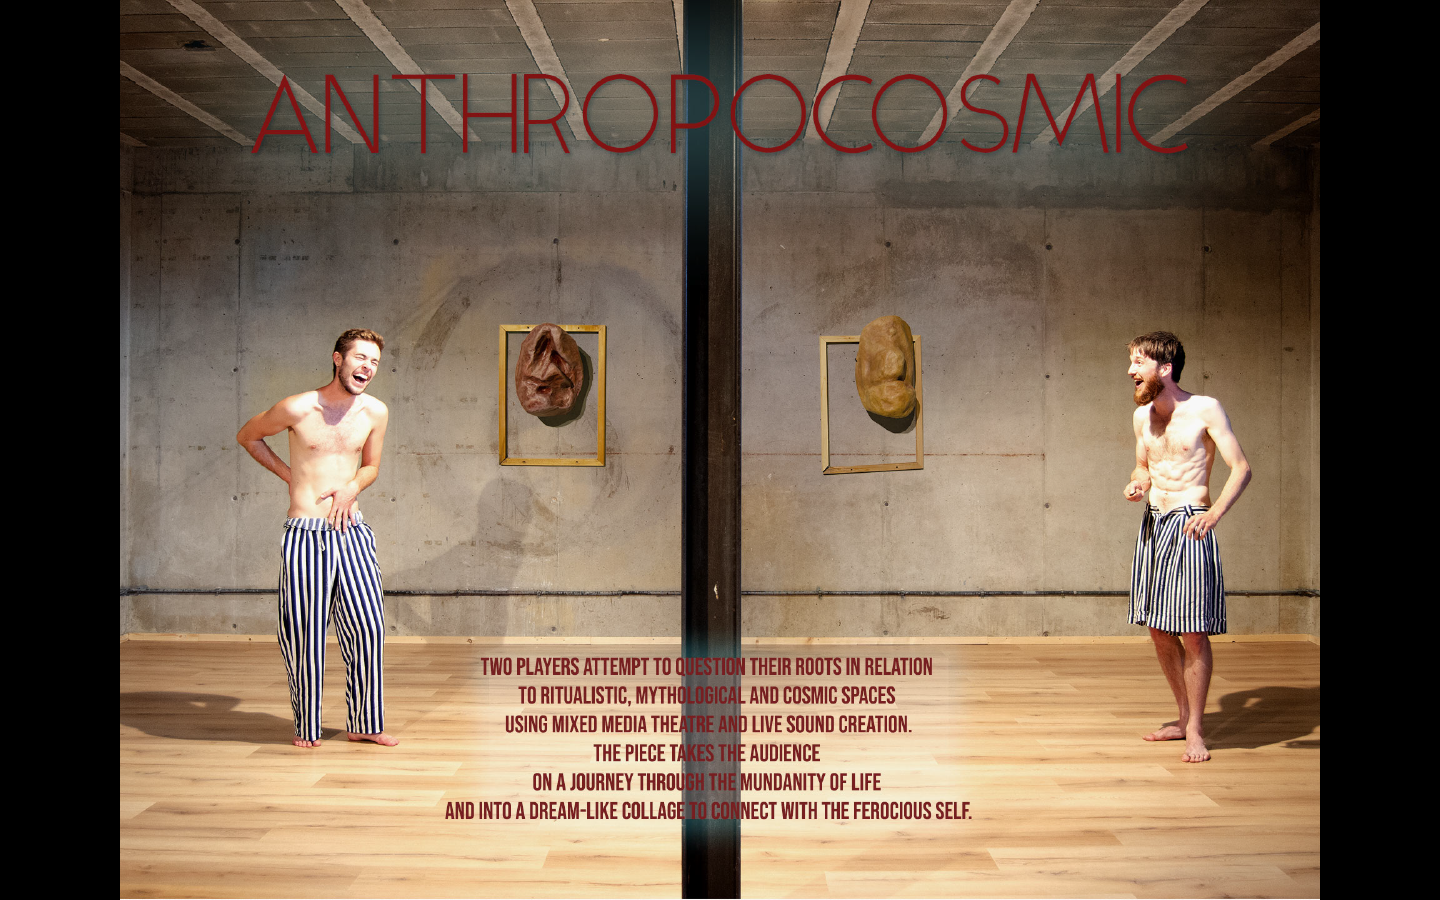 ANTHROPOCOSMIC
TWO PLAYERS ATTEMPT TO QUESTION THEIR ROOTS IN RELATION
TO RITUALISTIC, MYTHOLOGICAL AND COSMIC SPACES
USING MIXED MEDIA THEATRE AND LIVE SOUND CREATION.
THE PIECE TAKES THE AUDIENCE
ON A JOURNEY THROUGH THE MUNDANITY OF LIFE
AND INTO A DREAM-LIKE COLLAGE TO CONNECT WITH THE FEROCIOUS SELF.